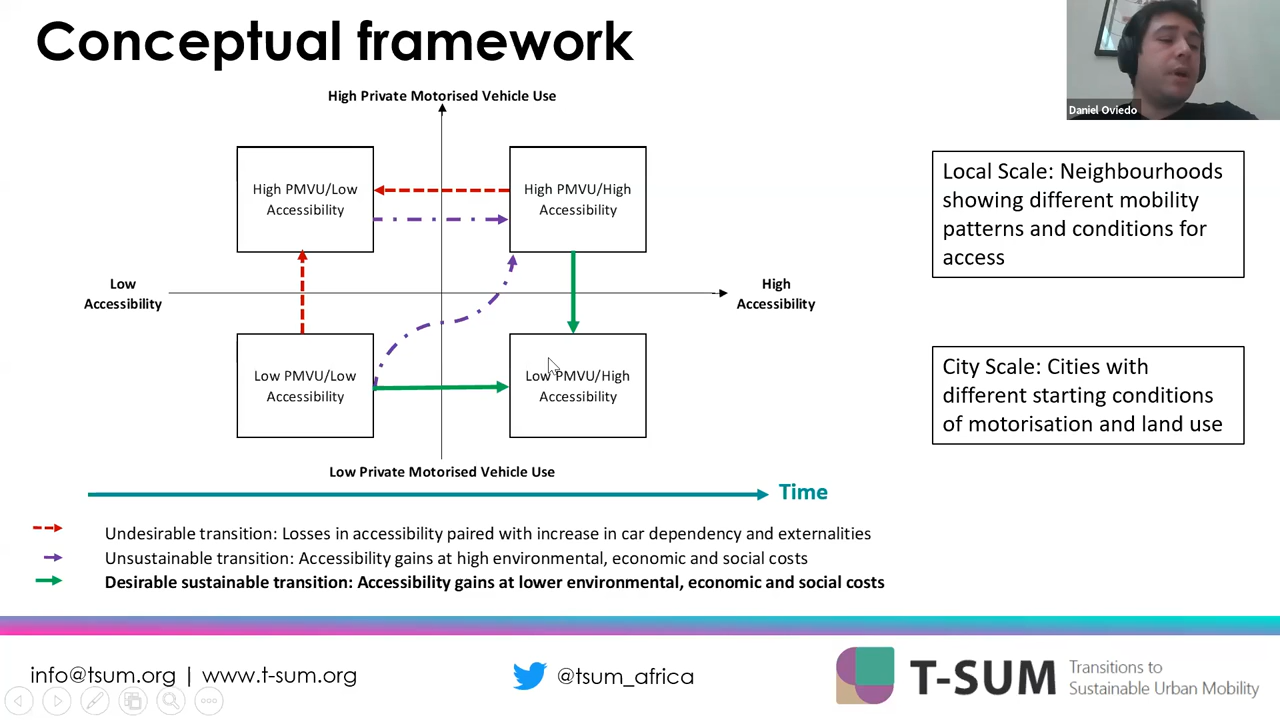 Conceptual framework
Daniel Oviedo
High Private Motorised Vehicle Use
High PMVU/Low
Accessibility
High PMVU/High
Accessibility
Low
Accessibility
High
Accessibility
Low PMVU/Low
Accessibility
Low PMVU/High
Accessibility
Low Private Motorised Vehicle Use
Time
Local Scale: Neighbourhoods
showing different mobility
patterns and conditions for
access
City Scale: Cities with
different starting conditions
of motorisation and land use
Undesirable transition: Losses in accessibility paired with increase in car dependency and externalities
Unsustainable transition: Accessibility gains at high environmental, economic and social costs
Desirable sustainable transition: Accessibility gains at lower environmental, economic and social costs
info@tsum.org | www.t-sum.org
@tsum_africa
T-SUM
Transitions to
Sustainable Urban Mobility